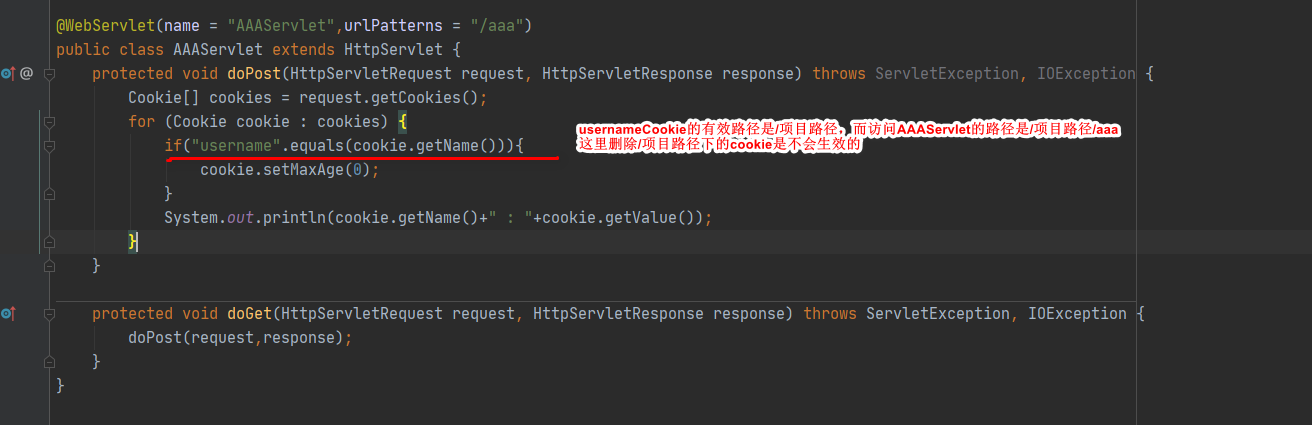 @WebServlet(name = "AAAServlet",urlPatterns = "/aaa")
public class AAAServlet extends HttpServlet {
@
protected void doPost(HttpServletRequest request, HttpServletResponse response) throws ServletException, IOException {
Cookie[] cookies = request.getCookies();
for (Cookie cookie : cookies) {
usernameCookie的有效路径是/项目路径，而访问AAAServlet的路径是/项目路径/aaa
if("username".equals(cookie.getName())){
这里删除/项目路径下的cookie是不会生效的
cookie.setMaxAge(0);
}
System.out.println(cookie.getName()+" : "+cookie.getValue());
}
}
protected void doGet(HttpServletRequest request, HttpServletResponse response) throws ServletException, IOException {
doPost(request,response);
}
}